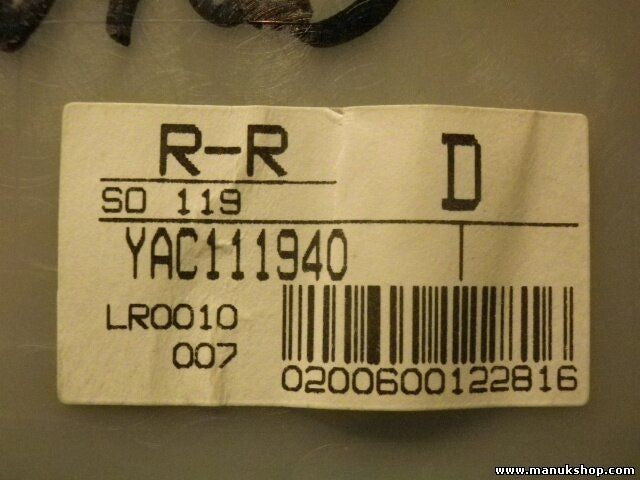 R-R
D
SO 119
YAC111940
LR0010
007
0200600122816
www.manukshop.com